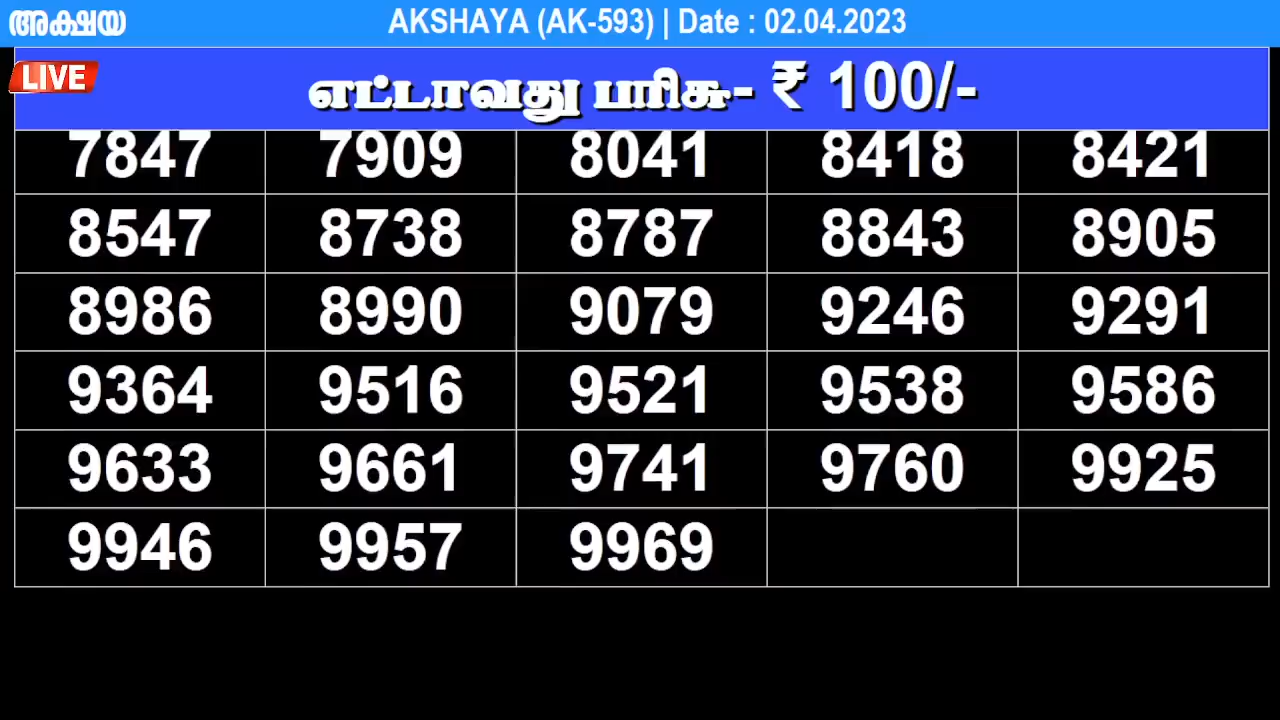 അക്ഷയ AKSHAYA (AK-593) | Date : 02.04.2023
LIVE
எட்டாவது பரிசு- ₹ 100/-
7847 7909 8041 8418 8421
8547 8738 8787 8843 8905
8986 8990 9079 9246 9291
9364 9516 9521 9538 9586
9633 9661 9741 9760 9925
9946 9957 9969